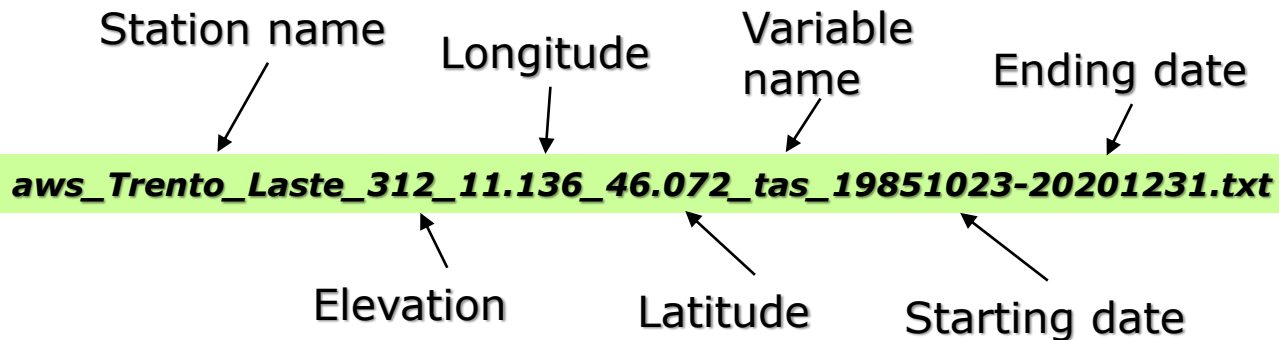 Station name
Longitude
Variable
name
Ending date
aws_Trento_Laste_312_11.136_46.072_tas_19851023-20201231.txt
Elevation
Latitude
Starting date